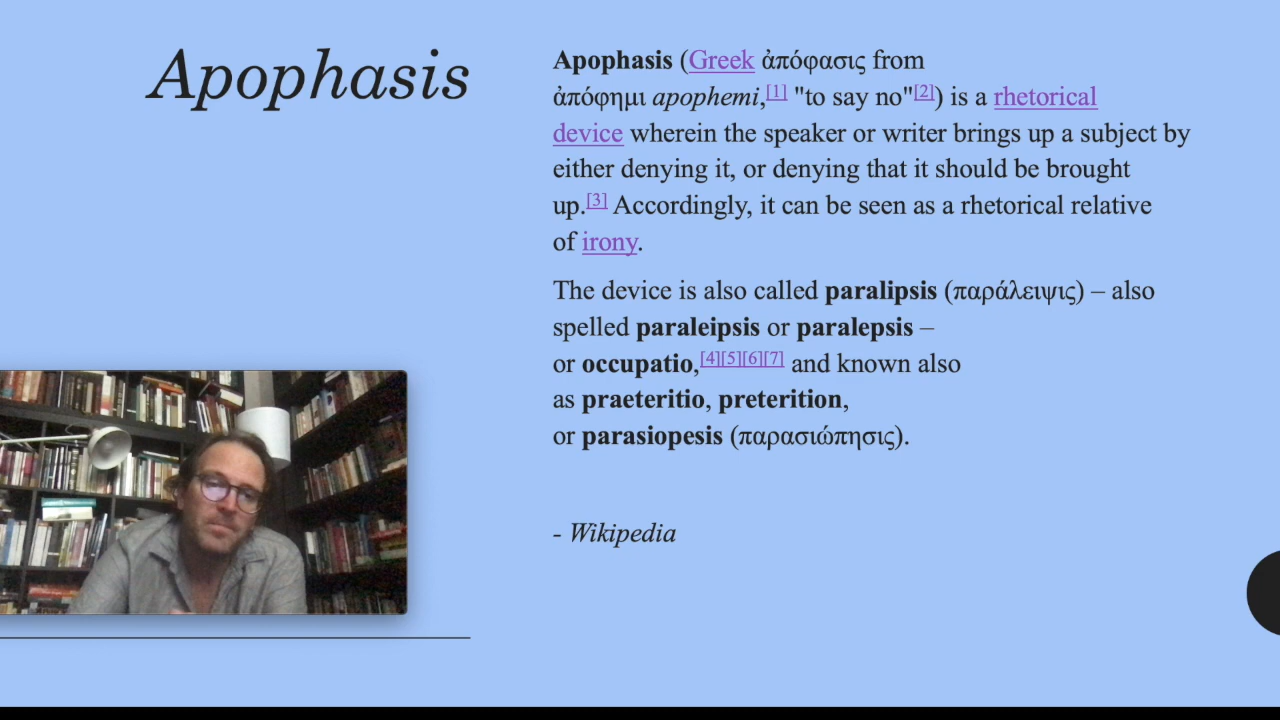 Apophasis
Apophasis (Greek ἀπόφασις from
ἀπόφημι apophemi,[1] "to say no"[2]) is a rhetorical
device wherein the speaker or writer brings up a subject by
either denying it, or denying that it should be brought
up.[3] Accordingly, it can be seen as a rhetorical relative
of irony.
The device is also called paralipsis (παράλειψις) – also
spelled paraleipsis or paralepsis –
or occupatio,[4][5][6][7] and known also
as praeteritio, preterition,
or parasiopesis (παρασιώπησις).
- Wikipedia